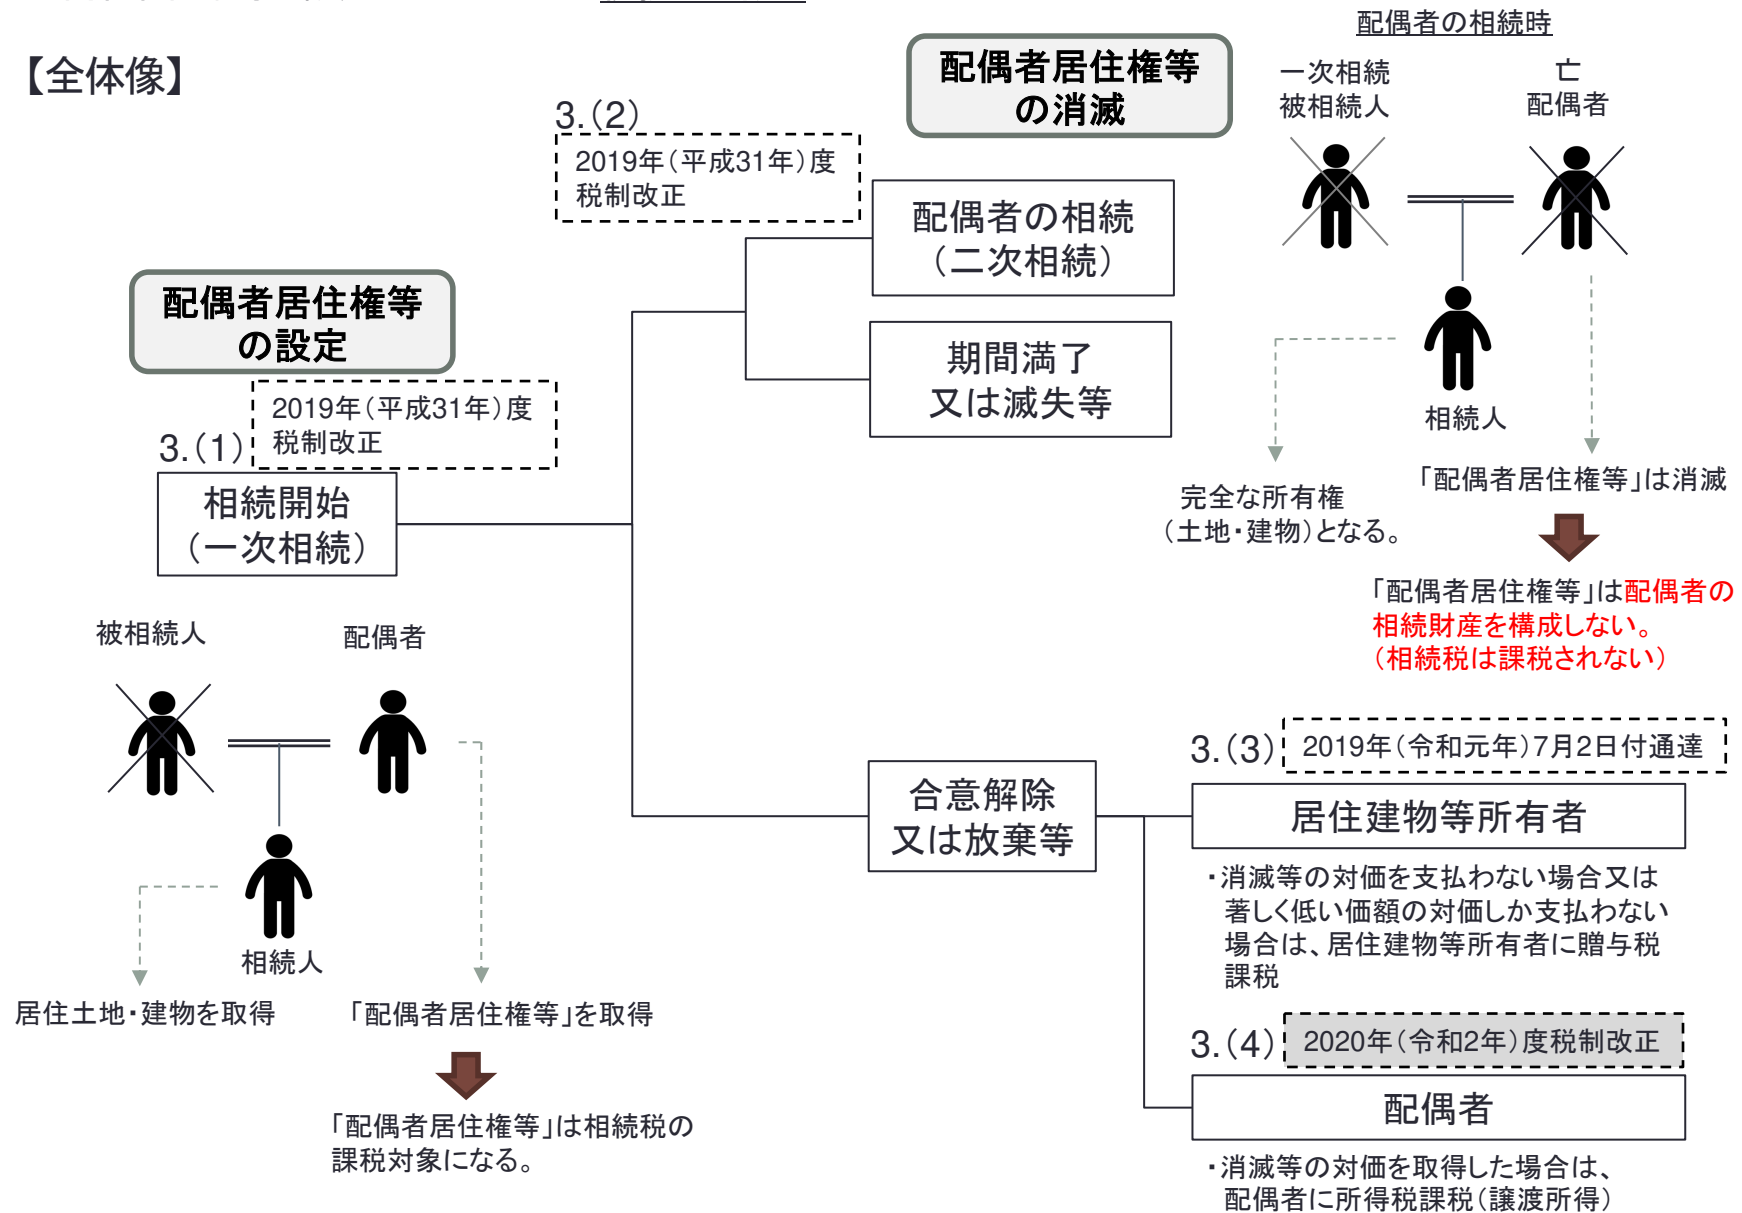 【全体像】
配偶者居住権等
の設定
3.(1)
2019年(平成31年)度
税制改正
相続開始
(一次相続)
被相続人
配偶者
相続人
居住土地・建物を取得
「配偶者居住権等」を取得
「配偶者居住権等」は相続税の
課税対象になる。
配偶者居住権等
の消滅
3.(2)
2019年(平成31年)度
税制改正
配偶者の相続
(二次相続)
期間満了
又は滅失等
配偶者の相続時
一次相続
被相続人
亡
配偶者
相続人
完全な所有権
(土地・建物)となる。
「配偶者居住権等」は消滅
「配偶者居住権等」は配偶者の
相続財産を構成しない。
(相続税は課税されない)
合意解除
又は放棄等
3.(3)
2019年(令和元年)7月2日付通達
居住建物等所有者
・消滅等の対価を支払わない場合又は
著しく低い価額の対価しか支払わない
場合は、居住建物等所有者に贈与税
課税
3.(4)
2020年(令和2年)度税制改正
配偶者
・消滅等の対価を取得した場合は、
配偶者に所得税課税(譲渡所得)